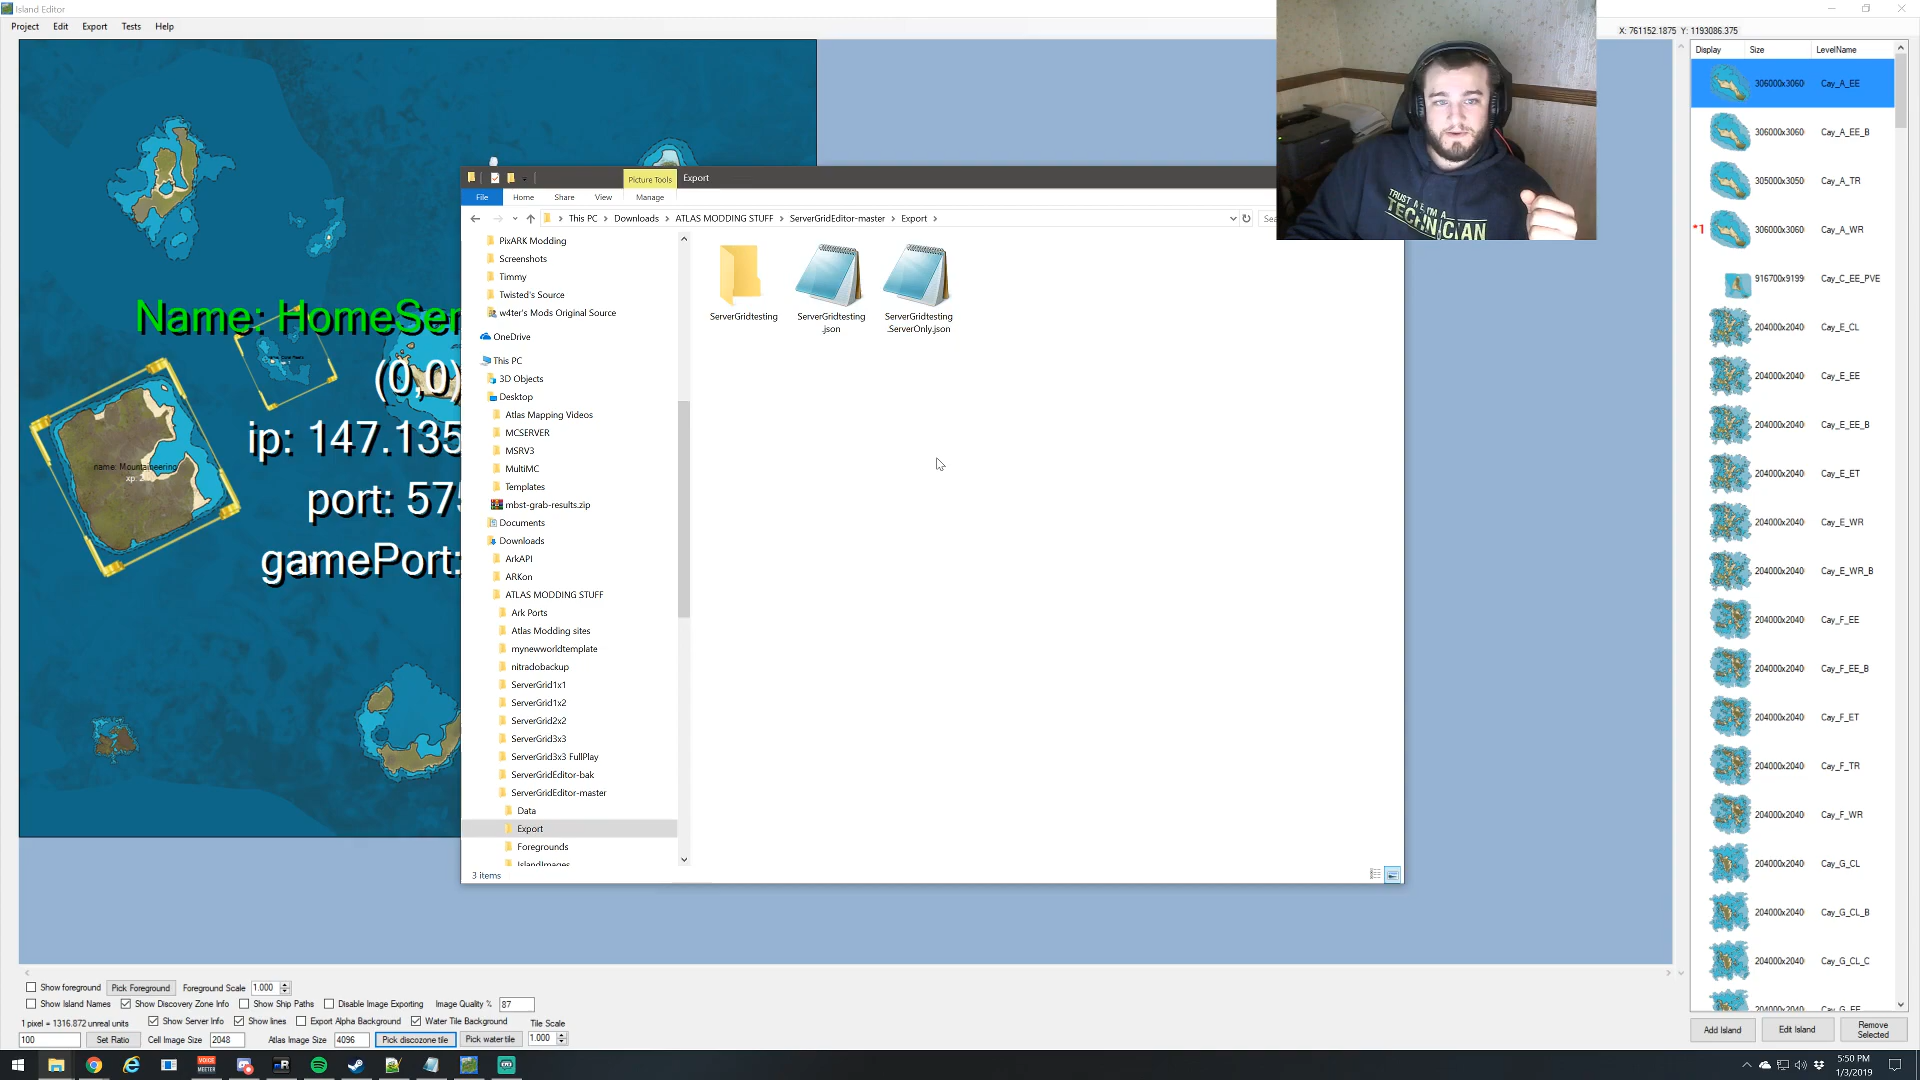 Island Editor
Project Edit Export Tests Help
X: 761152.1875 Y: 1193086.375
Display Size LevelName
306000x3060 Cay_A_EE
306000x3060 Cay_A_EE_B
305000x3050 Cay_A_TR
*1 306000x3060 Cay_A_WR
916700x9199 Cay_C_EE_PVE
204000x2040 Cay_E_CL
204000x2040 Cay_E_EE
204000x2040 Cay_E_EE_B
204000x2040 Cay_E_ET
204000x2040 Cay_E_WR
204000x2040 Cay_E_WR_B
204000x2040 Cay_F_EE
204000x2040 Cay_F_EE_B
204000x2040 Cay_F_ET
204000x2040 Cay_F_TR
204000x2040 Cay_F_WR
204000x2040 Cay_G_CL
204000x2040 Cay_G_CL_B
204000x2040 Cay_G_CL_C
204000x2040 Cay_G_EE
Add Island Edit Island Remove Selected
TRUST ME, I'M A
TECHNICIAN
Name: HomeSer
(0,0)
ip: 147.135
port: 57
gamePort:
name: Mountaineering
Picture Tools Export
File Home Share View Manage
This PC > Downloads > ATLAS MODDING STUFF > ServerGridEditor-master > Export >
Sea
PixARK Modding
Screenshots
Timmy
Twisted's Source
w4ter's Mods Original Source
OneDrive
This PC
3D Objects
Desktop
Atlas Mapping Videos
MCSERVER
MSRV3
MultiMC
Templates
mbst-grab-results.zip
Documents
Downloads
ArkAPI
ARKon
ATLAS MODDING STUFF
Ark Ports
Atlas Modding sites
mynewworldtemplate
nitradobackup
ServerGrid1x1
ServerGrid1x2
ServerGrid2x2
ServerGrid3x3
ServerGrid3x3 FullPlay
ServerGridEditor-bak
ServerGridEditor-master
Data
Export
Foregrounds
IslandImages
ServerGridtesting
ServerGridtesting
.json
ServerGridtesting
.ServerOnly.json
3 items
Show foreground Pick Foreground Foreground Scale 1.000
Show Island Names Show Discovery Zone Info Show Ship Paths Disable Image Exporting Image Quality % 87
1 pixel = 1316.872 unreal units Show Server Info Show lines Export Alpha Background Water Tile Background Tile Scale
100 Set Ratio Cell Image Size 2048 Atlas Image Size 4096 Pick discozone tile Pick water tile 1.000
VOICE
MEETER
5:50 PM
1/3/2019